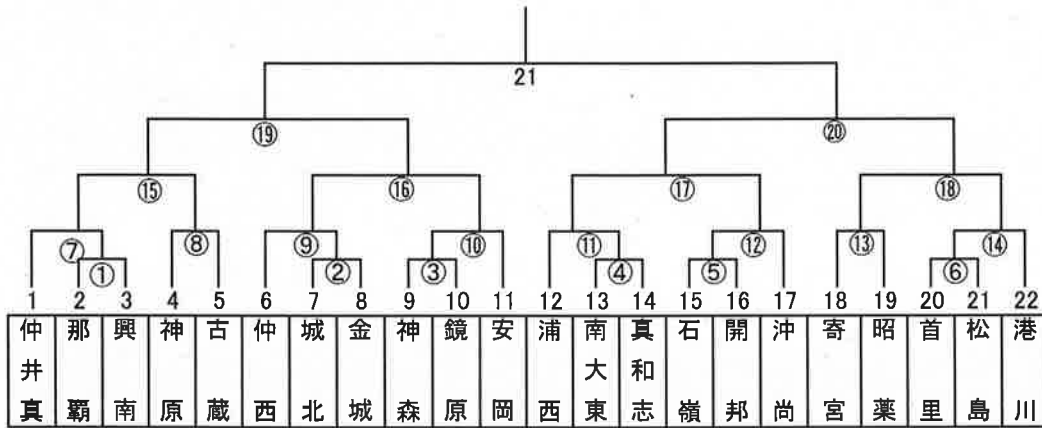 21
⑲ ⑳
⑮ ⑯ ⑰ ⑱
⑦ ⑧ ⑨ ⑩ ⑪ ⑫ ⑬ ⑭
① ② ③ ④ ⑤ ⑥
1 2 3 4 5 6 7 8 9 10 11 12 13 14 15 16 17 18 19 20 21 22
仲井真 那覇 興南 神原 古蔵 仲西 城北 金城 神森 鏡原 安岡 浦西 南大東 真和志 石嶺 開邦 沖尚 寄宮 昭薬 首里 松島 港川